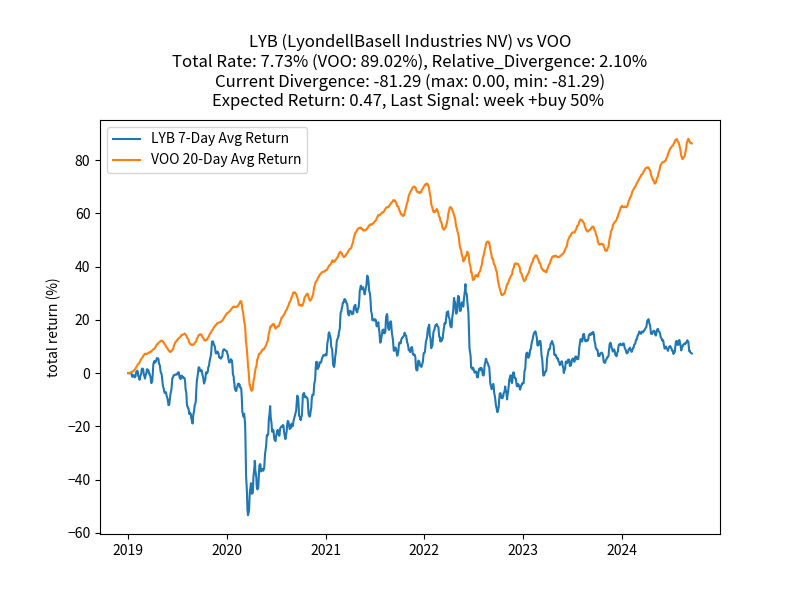 LYB (LyondellBasell Industries NV) vs VOO
Total Rate: 7.73% (VOO: 89.02%), Relative_Divergence: 2.10%
Current Divergence: -81.29 (max: 0.00, min: -81.29)
Expected Return: 0.47, Last Signal: week +buy 50%
LYB 7-Day Avg Return
VOO 20-Day Avg Return
total return (%)
80
60
40
20
0
−20
−40
−60
2019
2020
2021
2022
2023
2024